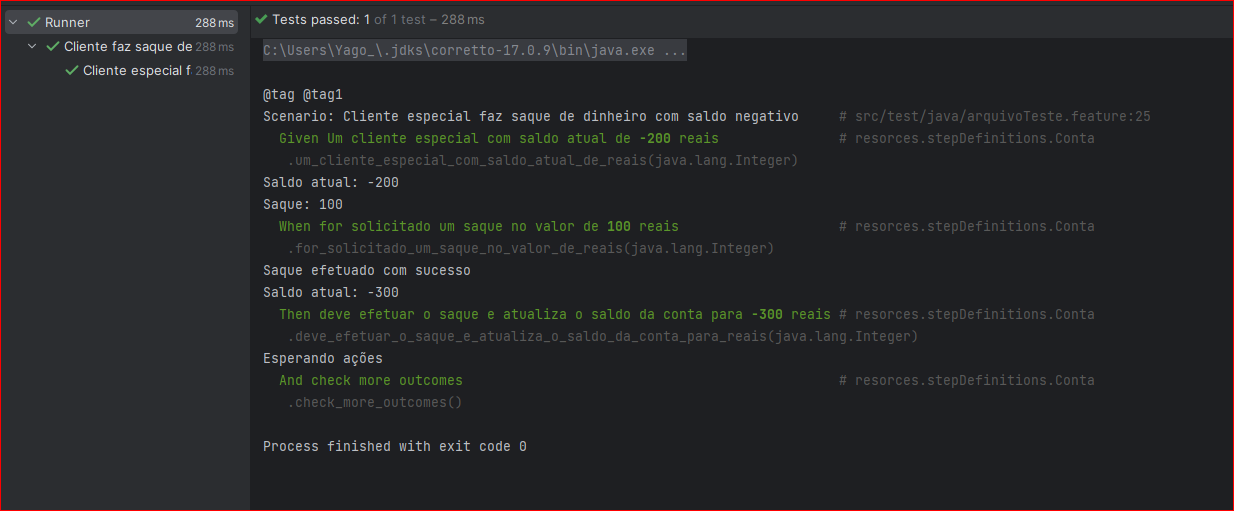 Runner 288 ms
Cliente faz saque de 288 ms
Cliente especial f 288 ms
Tests passed: 1 of 1 test – 288 ms
C:\Users\Yago_\.jdks\corretto-17.0.9\bin\java.exe ...
@tag @tag1
Scenario: Cliente especial faz saque de dinheiro com saldo negativo # src/test/java/arquivoTeste.feature:25
Given Um cliente especial com saldo atual de -200 reais # resorces.stepDefinitions.Conta
.um_cliente_especial_com_saldo_atual_de_reais(java.lang.Integer)
Saldo atual: -200
Saque: 100
When for solicitado um saque no valor de 100 reais # resorces.stepDefinitions.Conta
.for_solicitado_um_saque_no_valor_de_reais(java.lang.Integer)
Saque efetuado com sucesso
Saldo atual: -300
Then deve efetuar o saque e atualiza o saldo da conta para -300 reais # resorces.stepDefinitions.Conta
.deve_efetuar_o_saque_e_atualiza_o_saldo_da_conta_para_reais(java.lang.Integer)
Esperando ações
And check more outcomes # resorces.stepDefinitions.Conta
.check_more_outcomes()
Process finished with exit code 0